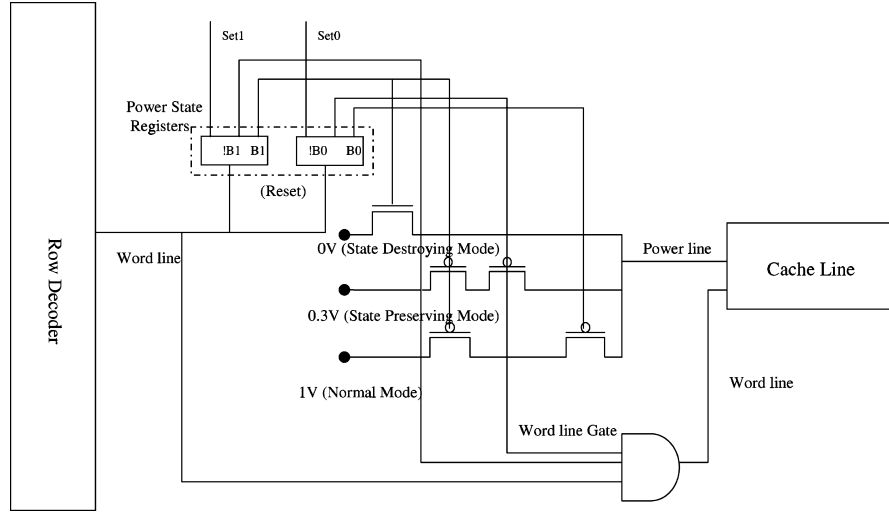 Set1
Set0
Power State
Registers
!B1 B1
!B0 B0
(Reset)
Row Decoder
Word line
0V (State Destroying Mode)
Power line
Cache Line
0.3V (State Preserving Mode)
1V (Normal Mode)
Word line
Word line Gate